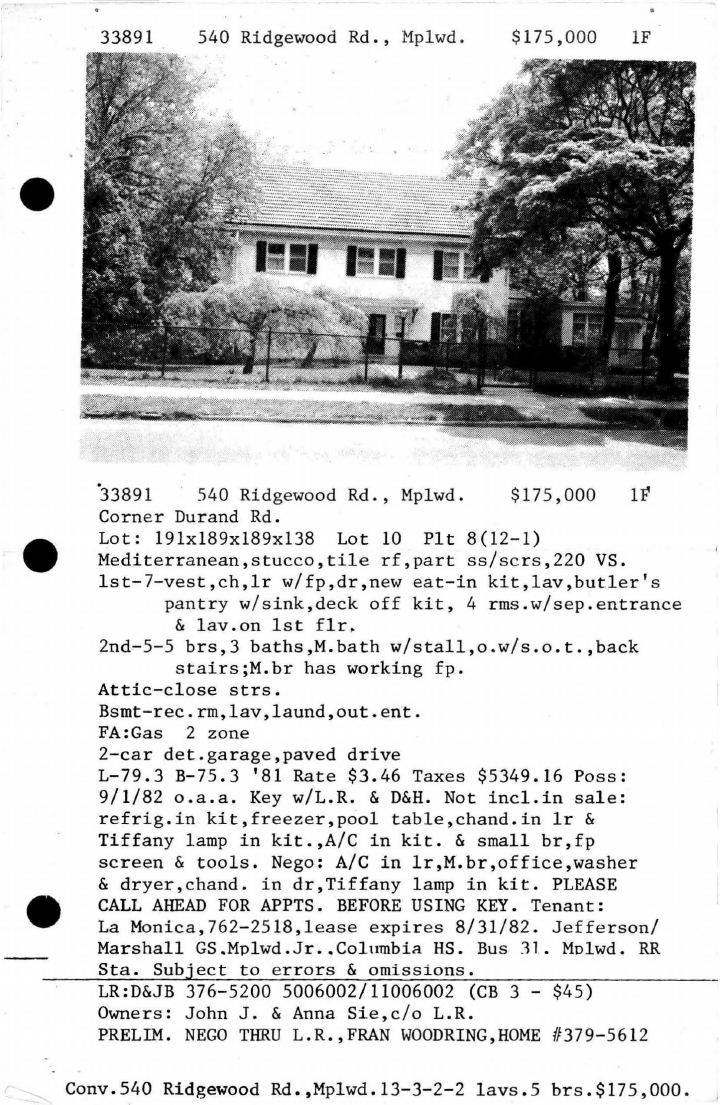 33891 540 Ridgewood Rd., Mplwd. $175,000 1F
33891 540 Ridgewood Rd., Mplwd. $175,000 1F
Corner Durand Rd.
Lot: 191x189x189x138 Lot 10 Plt 8(12-1)
Mediterranean,stucco,tile rf,part ss/scrs,220 VS.
1st-7-vest,ch,lr w/fp,dr,new eat-in kit,lav,butler's
pantry w/sink,deck off kit, 4 rms.w/sep.entrance
& lav.on 1st flr.
2nd-5-5 brs,3 baths,M.bath w/stall,o.w/s.o.t.,back
stairs;M.br has working fp.
Attic-close strs.
Bsmt-rec.rm,lav,laund,out.ent.
FA:Gas 2 zone
2-car det.garage,paved drive
L-79.3 B-75.3 '81 Rate $3.46 Taxes $5349.16 Poss:
9/1/82 o.a.a. Key w/L.R. & D&H. Not incl.in sale:
refrig.in kit,freezer,pool table,chand.in lr &
Tiffany lamp in kit.,A/C in kit. & small br,fp
screen & tools. Nego: A/C in lr,M.br,office,washer
& dryer,chand. in dr,Tiffany lamp in kit. PLEASE
CALL AHEAD FOR APPTS. BEFORE USING KEY. Tenant:
La Monica,762-2518,lease expires 8/31/82. Jefferson/
Marshall GS.Mplwd.Jr.,Columbia HS. Bus 31. Mplwd. RR
Sta. Subject to errors & omissions.
LR:D&JB 376-5200 5006002/11006002 (CB 3 - $45)
Owners: John J. & Anna Sie,c/o L.R.
PRELIM. NEGO THRU L.R.,FRAN WOODRING,HOME #379-5612
Conv.540 Ridgewood Rd.,Mplwd.13-3-2-2 lavs.5 brs.$175,000.